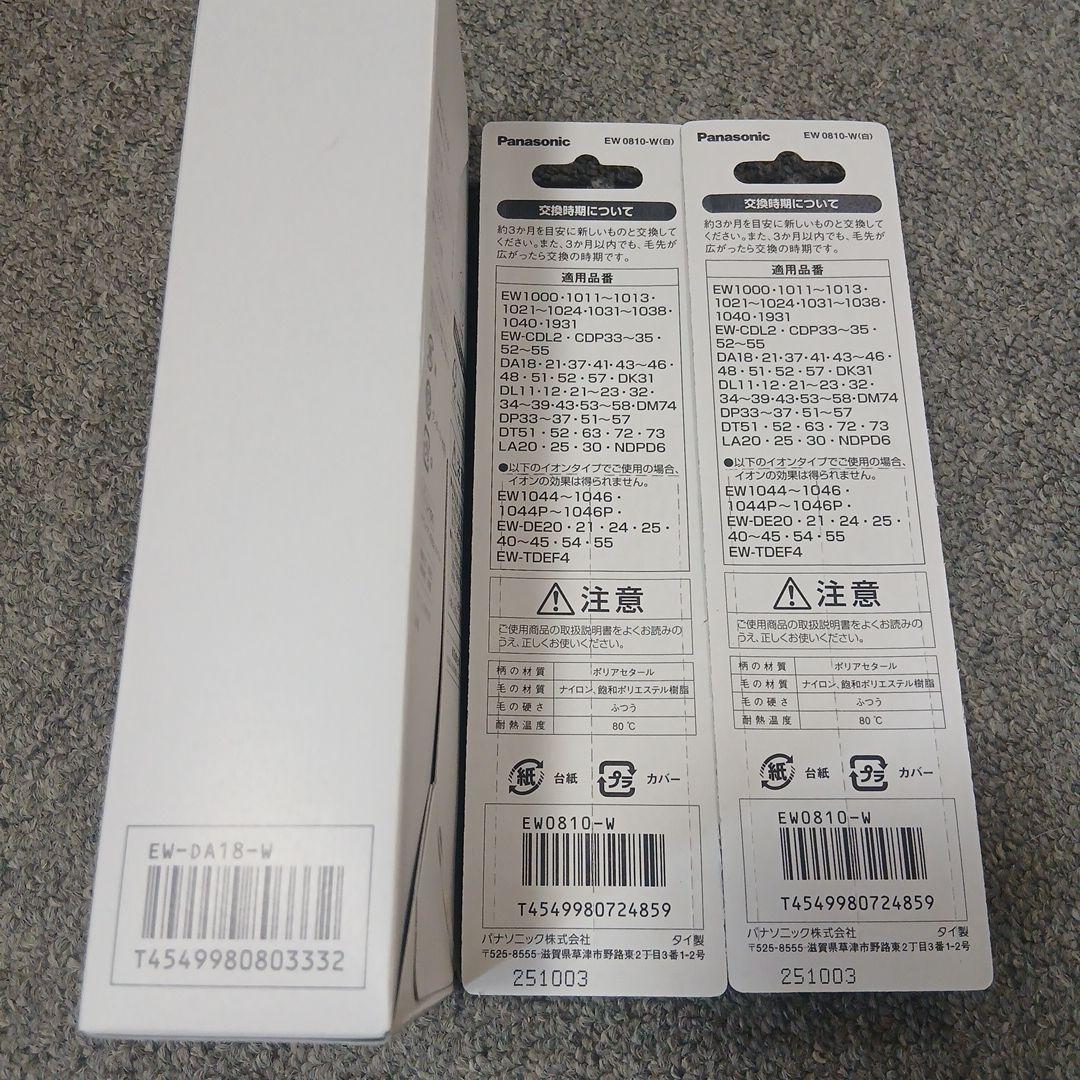 EW-DA18-W
T4549980803332
Panasonic
EW 0810-W(白)
交換時期について
約3か月を目安に新しいものと交換して
ください。また、3か月以内でも、毛先が
広がったら交換の時期です。
適用品番
EW1000・1011〜1013・
1021〜1024・1031〜1038・
1040・1931
EW-CDL2・CDP33〜35・
52〜55
DA18・21・37・41・43〜46・
48・51・52・57・DK31
DL11・12・21〜23・32・
34〜39・43・53〜58・DM74
DP33〜37・51〜57
DT51・52・63・72・73
LA20・25・30・NDPD6
●以下のイオンタイプでご使用の場合、
イオンの効果は得られません。
EW1044〜1046・
1044P〜1046P・
EW-DE20・21・24・25・
40〜45・54・55
EW-TDEF4
注意
ご使用商品の取扱説明書をよくお読みの
うえ、正しくお使いください。
柄の材質 ポリアセタール
毛の材質 ナイロン、飽和ポリエステル樹脂
毛の硬さ ふつう
耐熱温度 80℃
紙 台紙 プラ カバー
EW0810-W
T4549980724859
パナソニック株式会社 タイ製
〒525-8555 滋賀県草津市野路東2丁目3番1-2号
251003
Panasonic
EW 0810-W(白)
交換時期について
約3か月を目安に新しいものと交換して
ください。また、3か月以内でも、毛先が
広がったら交換の時期です。
適用品番
EW1000・1011〜1013・
1021〜1024・1031〜1038・
1040・1931
EW-CDL2・CDP33〜35・
52〜55
DA18・21・37・41・43〜46・
48・51・52・57・DK31
DL11・12・21〜23・32・
34〜39・43・53〜58・DM74
DP33〜37・51〜57
DT51・52・63・72・73
LA20・25・30・NDPD6
●以下のイオンタイプでご使用の場合、
イオンの効果は得られません。
EW1044〜1046・
1044P〜1046P・
EW-DE20・21・24・25・
40〜45・54・55
EW-TDEF4
注意
ご使用商品の取扱説明書をよくお読みの
うえ、正しくお使いください。
柄の材質 ポリアセタール
毛の材質 ナイロン、飽和ポリエステル樹脂
毛の硬さ ふつう
耐熱温度 80℃
紙 台紙 プラ カバー
EW0810-W
T4549980724859
パナソニック株式会社 タイ製
〒525-8555 滋賀県草津市野路東2丁目3番1-2号
251003